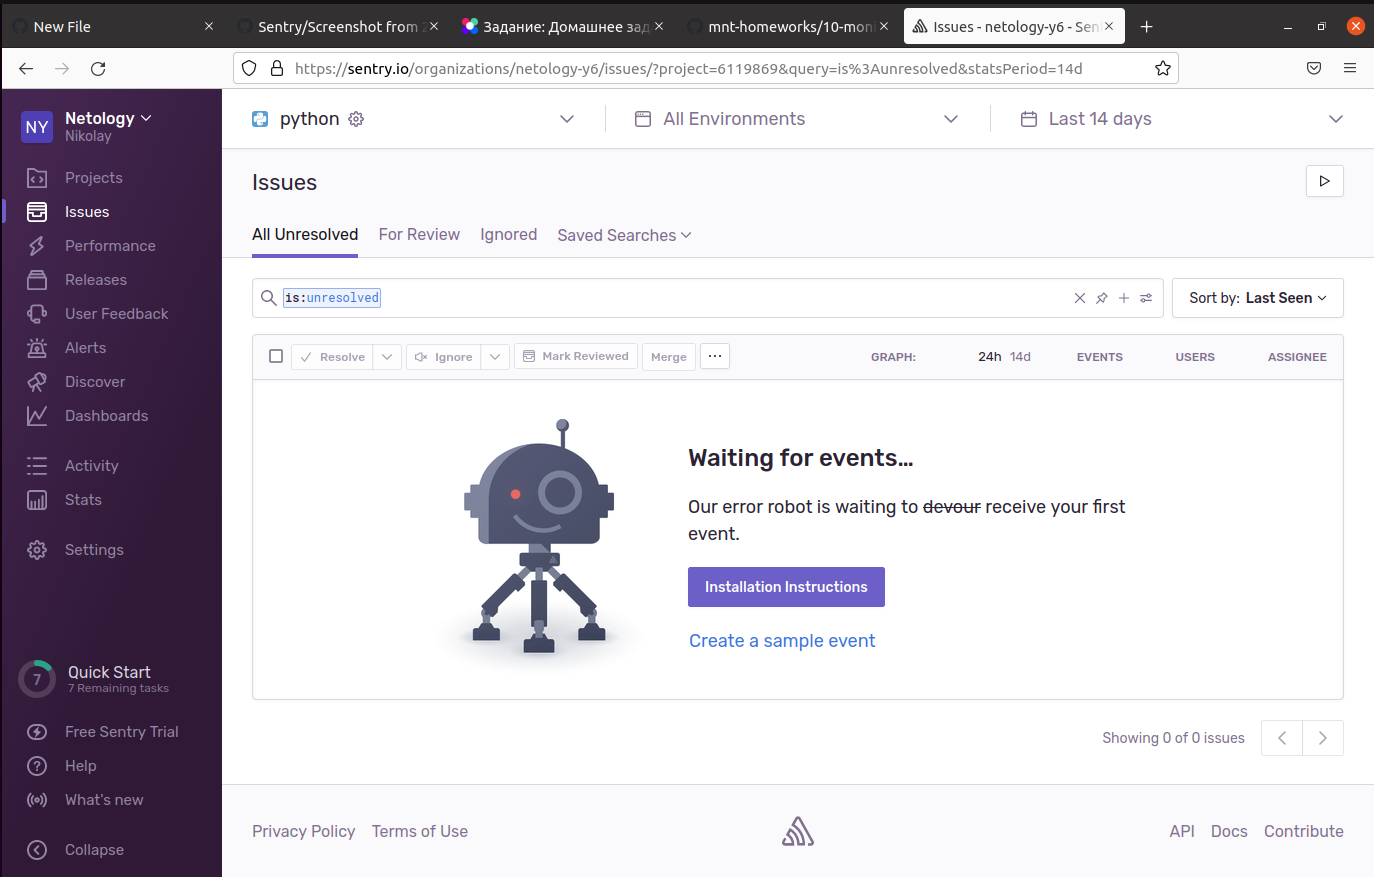 New File
Sentry/Screenshot from 2
Задание: Домашнее зад
mnt-homeworks/10-moni
Issues - netology-y6 - Sen
https://sentry.io/organizations/netology-y6/issues/?project=6119869&query=is%3Aunresolved&statsPeriod=14d
NY
Netology
Nikolay
Projects
Issues
Performance
Releases
User Feedback
Alerts
Discover
Dashboards
Activity
Stats
Settings
7
Quick Start
7 Remaining tasks
Free Sentry Trial
Help
What's new
Collapse
python
All Environments
Last 14 days
Issues
All Unresolved
For Review
Ignored
Saved Searches
is:unresolved
Sort by: Last Seen
Resolve
Ignore
Mark Reviewed
Merge
GRAPH:
24h
14d
EVENTS
USERS
ASSIGNEE
Waiting for events…
Our error robot is waiting to devour receive your first
event.
Installation Instructions
Create a sample event
Showing 0 of 0 issues
Privacy Policy
Terms of Use
API
Docs
Contribute